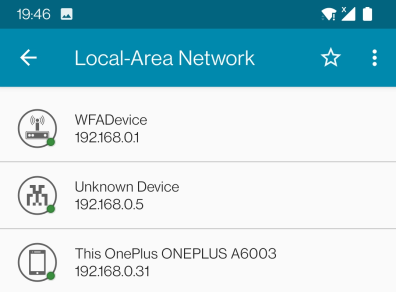 19:46
Local-Area Network
WFADevice
192.168.0.1
Unknown Device
192.168.0.5
This OnePlus ONEPLUS A6003
192.168.0.31